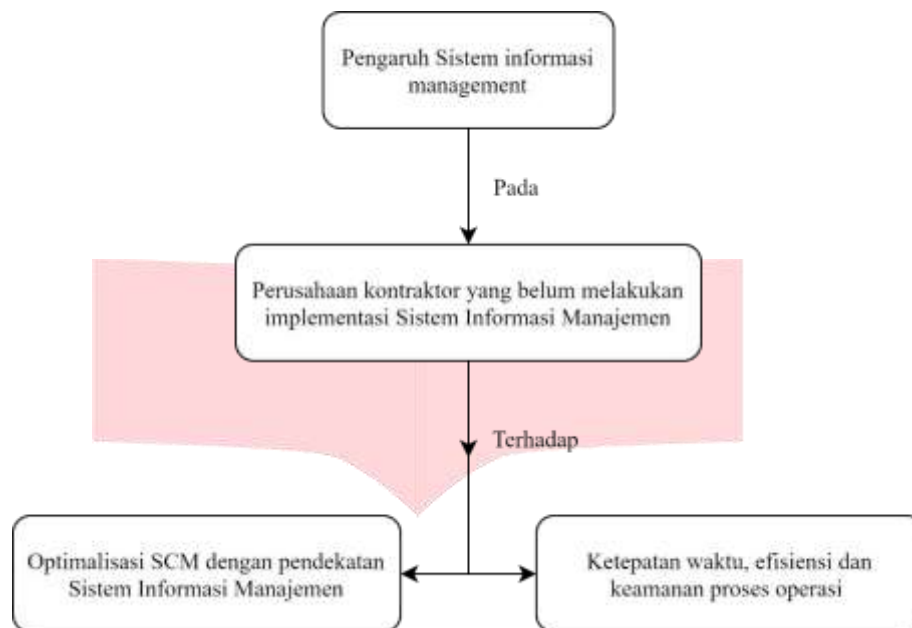 Pengaruh Sistem informasi
management
Pada
Perusahaan kontraktor yang belum melakukan
implementasi Sistem Informasi Manajemen
Terhadap
Optimalisasi SCM dengan pendekatan
Sistem Informasi Manajemen
Ketepatan waktu, efisiensi dan
keamanan proses operasi